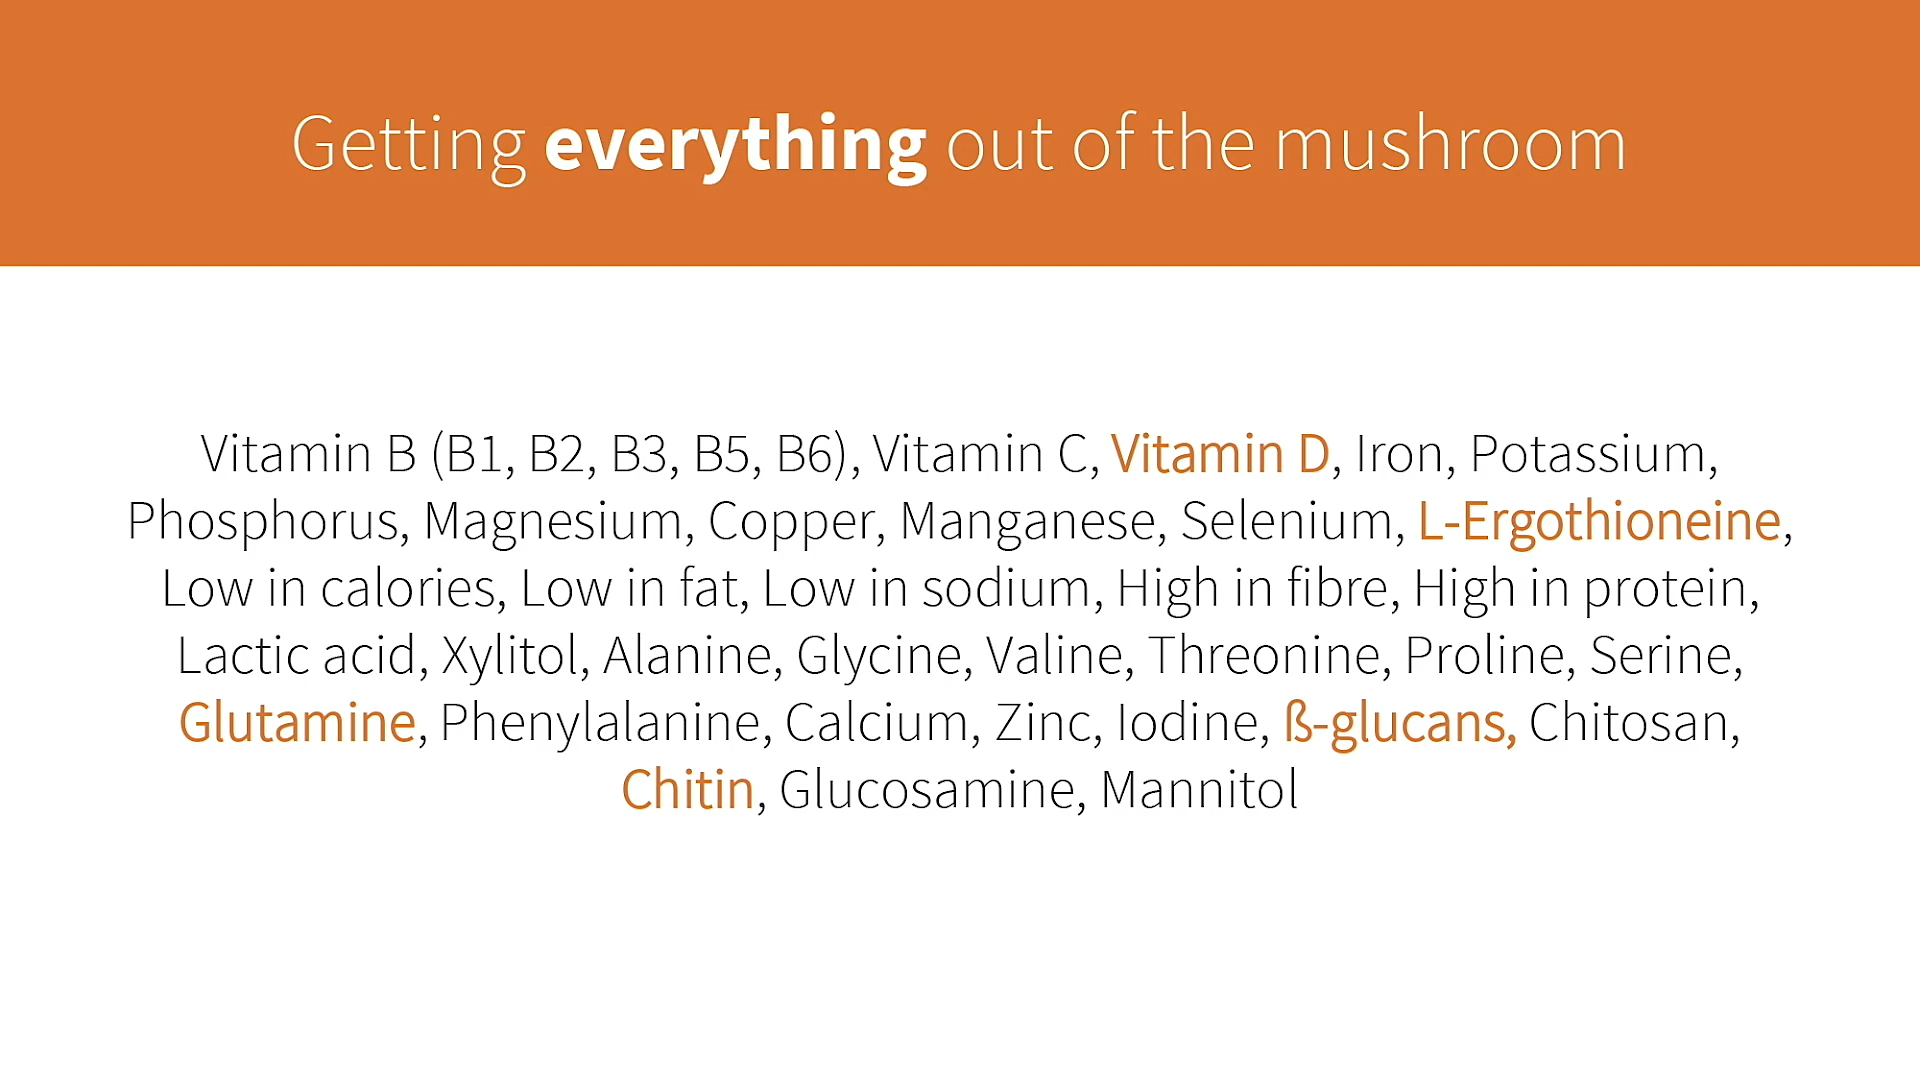 Getting everything out of the mushroom
Vitamin B (B1, B2, B3, B5, B6), Vitamin C, Vitamin D, Iron, Potassium,
Phosphorus, Magnesium, Copper, Manganese, Selenium, L-Ergothioneine,
Low in calories, Low in fat, Low in sodium, High in fibre, High in protein,
Lactic acid, Xylitol, Alanine, Glycine, Valine, Threonine, Proline, Serine,
Glutamine, Phenylalanine, Calcium, Zinc, Iodine, ß-glucans, Chitosan,
Chitin, Glucosamine, Mannitol